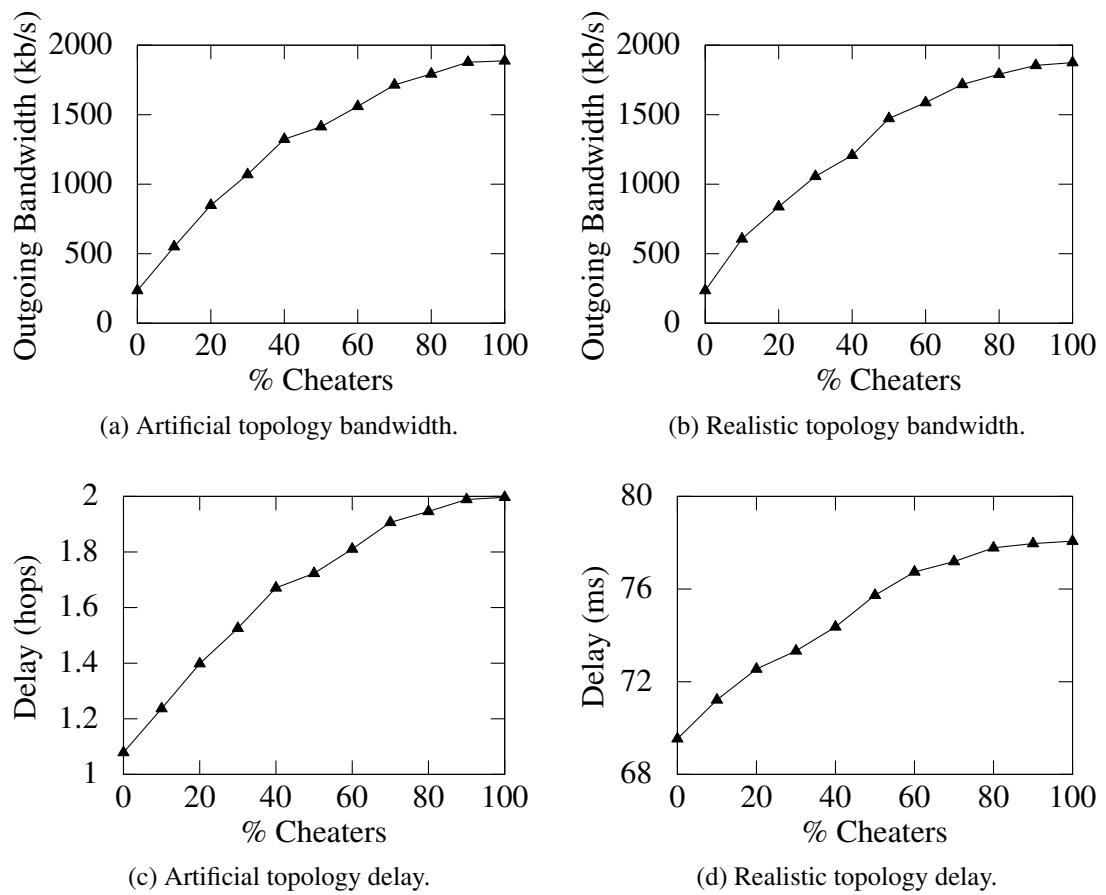 Outgoing Bandwidth (kb/s)
2000
1500
1000
500
0
0 20 40 60 80 100
% Cheaters
(a) Artificial topology bandwidth.
Outgoing Bandwidth (kb/s)
2000
1500
1000
500
0
0 20 40 60 80 100
% Cheaters
(b) Realistic topology bandwidth.
Delay (hops)
2
1.8
1.6
1.4
1.2
1
0 20 40 60 80 100
% Cheaters
(c) Artificial topology delay.
Delay (ms)
80
76
72
68
0 20 40 60 80 100
% Cheaters
(d) Realistic topology delay.